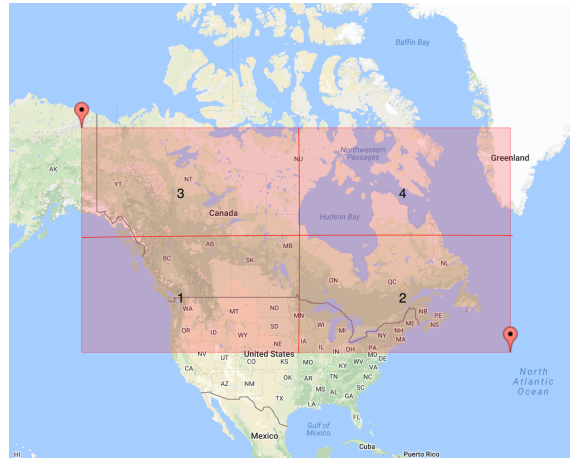 Baffin Bay
Northwestern
Passages
Greenland
NU
AK
YT
NT
3
4
Canada
Hudson Bay
AB
MB
BC
SK
NL
ON
QC
1
2
WA
MT
ND
MN
NB
PE
NS
OR
ID
SD
WI
MI
ME
NH
WY
NY
MA
NE
IA
IL
IN
OH
PA
NV
UT
United States
CO
KS
MO
KY
WV
MD
DE
VA
CA
AZ
NM
OK
AR
TN
NC
MS
AL
SC
GA
TX
LA
FL
North
Atlantic
Ocean
Gulf of
Mexico
Mexico
Cuba
Puerto Rico
HI